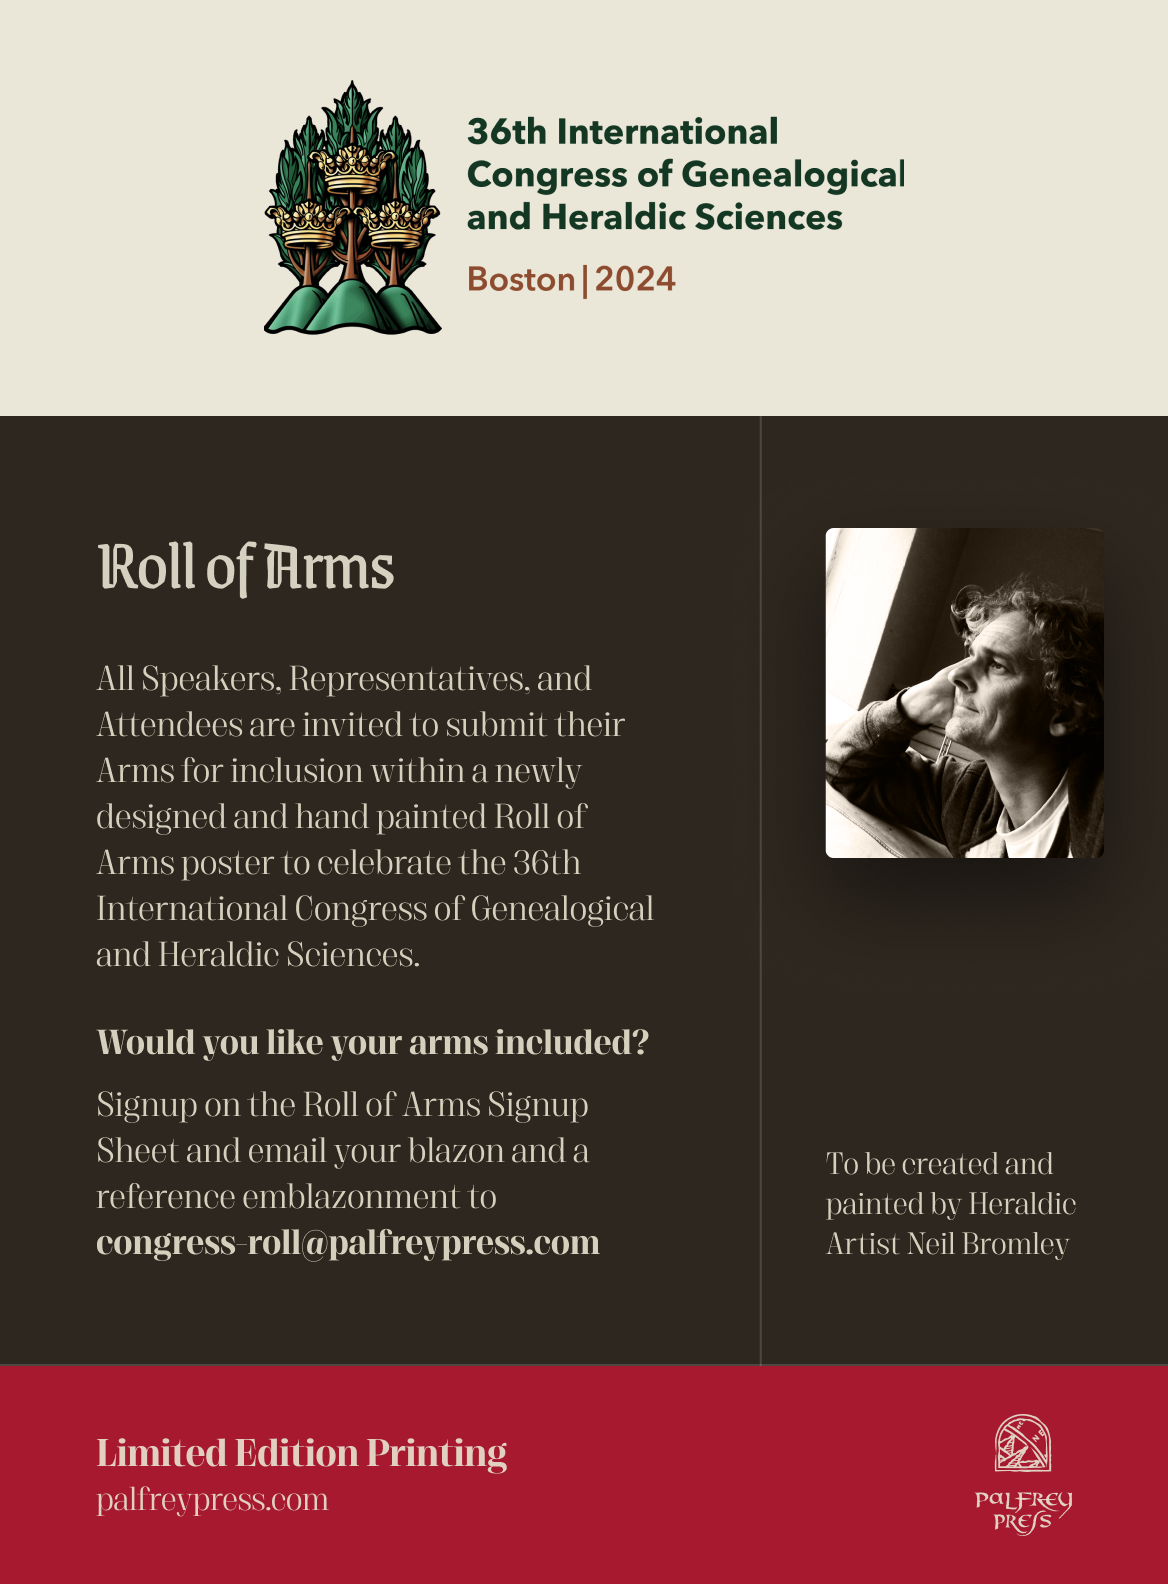 36th International
Congress of Genealogical
and Heraldic Sciences
Boston | 2024
Roll of Arms
All Speakers, Representatives, and
Attendees are invited to submit their
Arms for inclusion within a newly
designed and hand painted Roll of
Arms poster to celebrate the 36th
International Congress of Genealogical
and Heraldic Sciences.
Would you like your arms included?
Signup on the Roll of Arms Signup
Sheet and email your blazon and a
reference emblazonment to
congress-roll@palfreypress.com
To be created and
painted by Heraldic
Artist Neil Bromley
Limited Edition Printing
palfreypress.com
PALFREY
PRESS